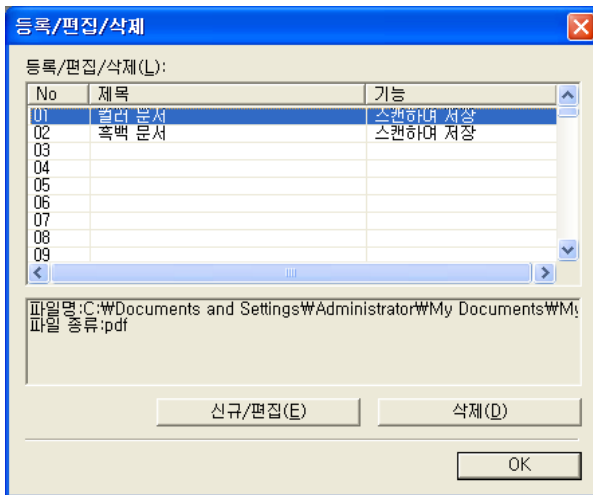 등록/편집/삭제
등록/편집/삭제(L):
No 제목 기능
01 컬러 문서 스캔하여 저장
02 흑백 문서 스캔하여 저장
03
04
05
06
07
08
09
파일명:C:₩Documents and Settings₩Administrator₩My Documents₩My
파일 종류:pdf
신규/편집(E) 삭제(D)
OK